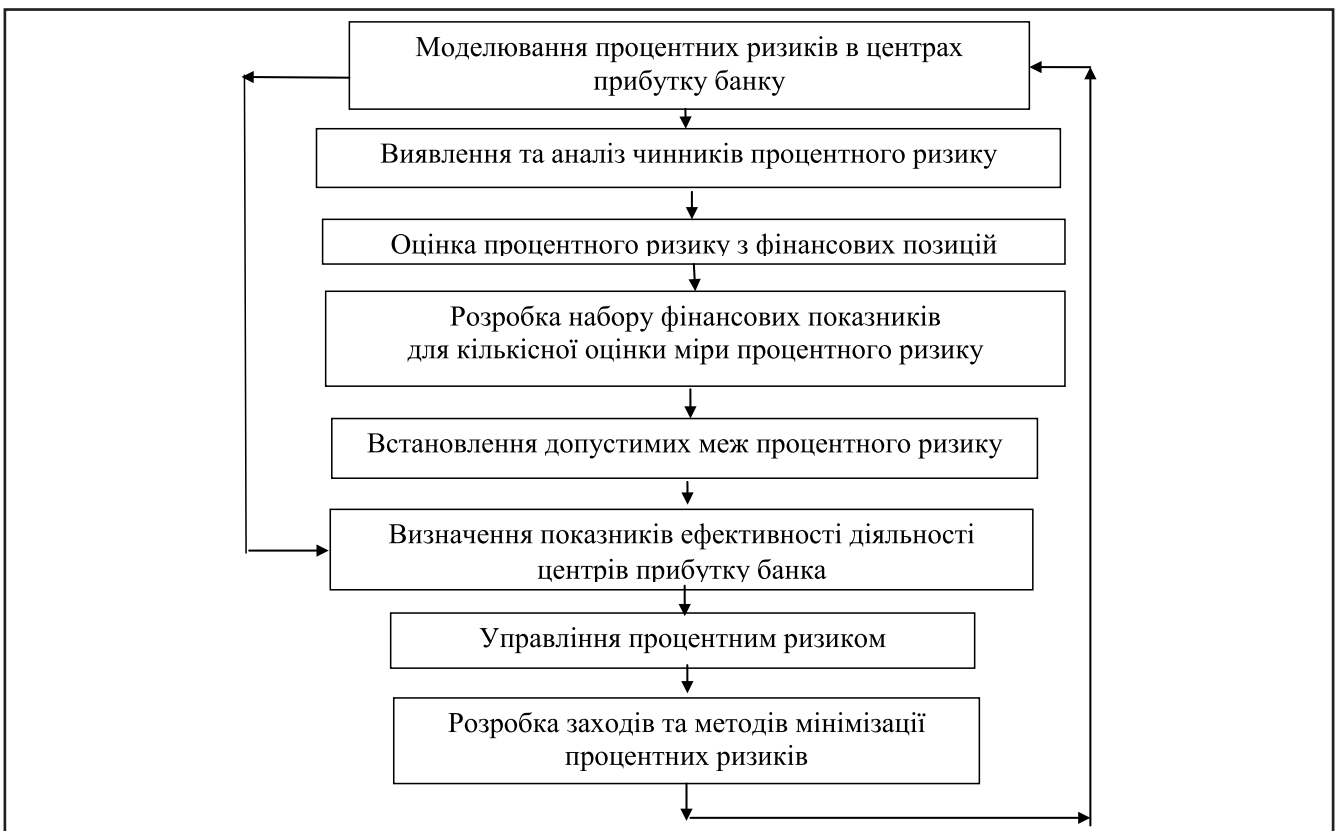 Моделювання процентних ризиків в центрах
прибутку банку
Виявлення та аналіз чинників процентного ризику
Оцінка процентного ризику з фінансових позицій
Розробка набору фінансових показників
для кількісної оцінки міри процентного ризику
Встановлення допустимих меж процентного ризику
Визначення показників ефективності діяльності
центрів прибутку банка
Управління процентним ризиком
Розробка заходів та методів мінімізації
процентних ризиків